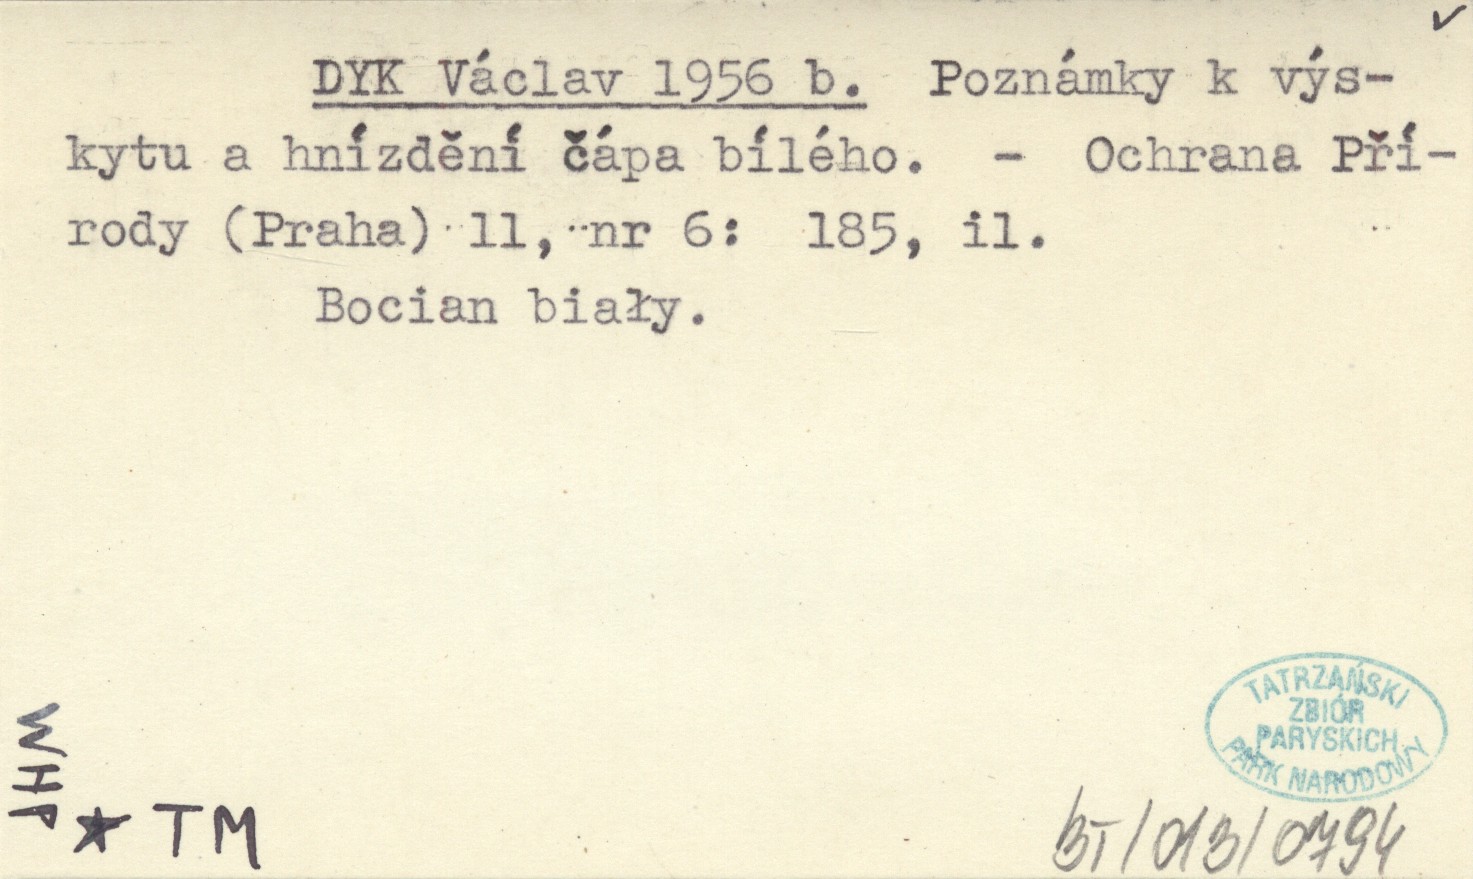 ✓
DYK Václav 1956 b. Poznámky k výs-
kytu a hnízdění čápa bílého. - Ochrana Pří-
rody (Praha) 11, nr 6: 185, il.
Bocian biały.
TATRZAŃSKI
ZBIÓR
PARYSKICH
PARK NARODOWY
WHP
★ TM
BT/013/0794